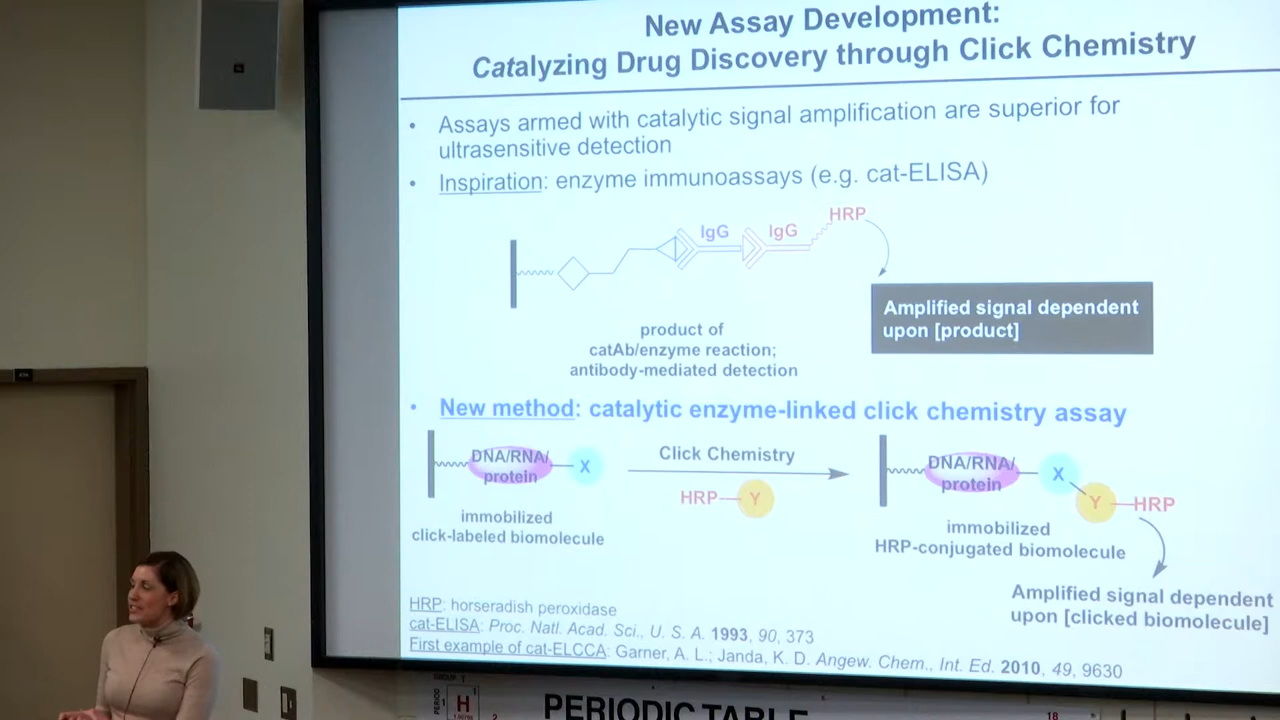 New Assay Development:
Catalyzing Drug Discovery through Click Chemistry
• Assays armed with catalytic signal amplification are superior for
ultrasensitive detection
• Inspiration: enzyme immunoassays (e.g. cat-ELISA)
HRP
IgG
IgG
Amplified signal dependent
upon [product]
product of
catAb/enzyme reaction;
antibody-mediated detection
• New method: catalytic enzyme-linked click chemistry assay
DNA/RNA/
protein
X
immobilized
click-labeled biomolecule
Click Chemistry
HRP
Y
DNA/RNA/
protein
X
Y
HRP
immobilized
HRP-conjugated biomolecule
Amplified signal dependent
upon [clicked biomolecule]
HRP: horseradish peroxidase
cat-ELISA: Proc. Natl. Acad. Sci., U. S. A. 1993, 90, 373
First example of cat-ELCCA: Garner, A. L.; Janda, K. D. Angew. Chem., Int. Ed. 2010, 49, 9630
GROUP
PERIOD
1
H
1
2
PERIODIC TABLE
18